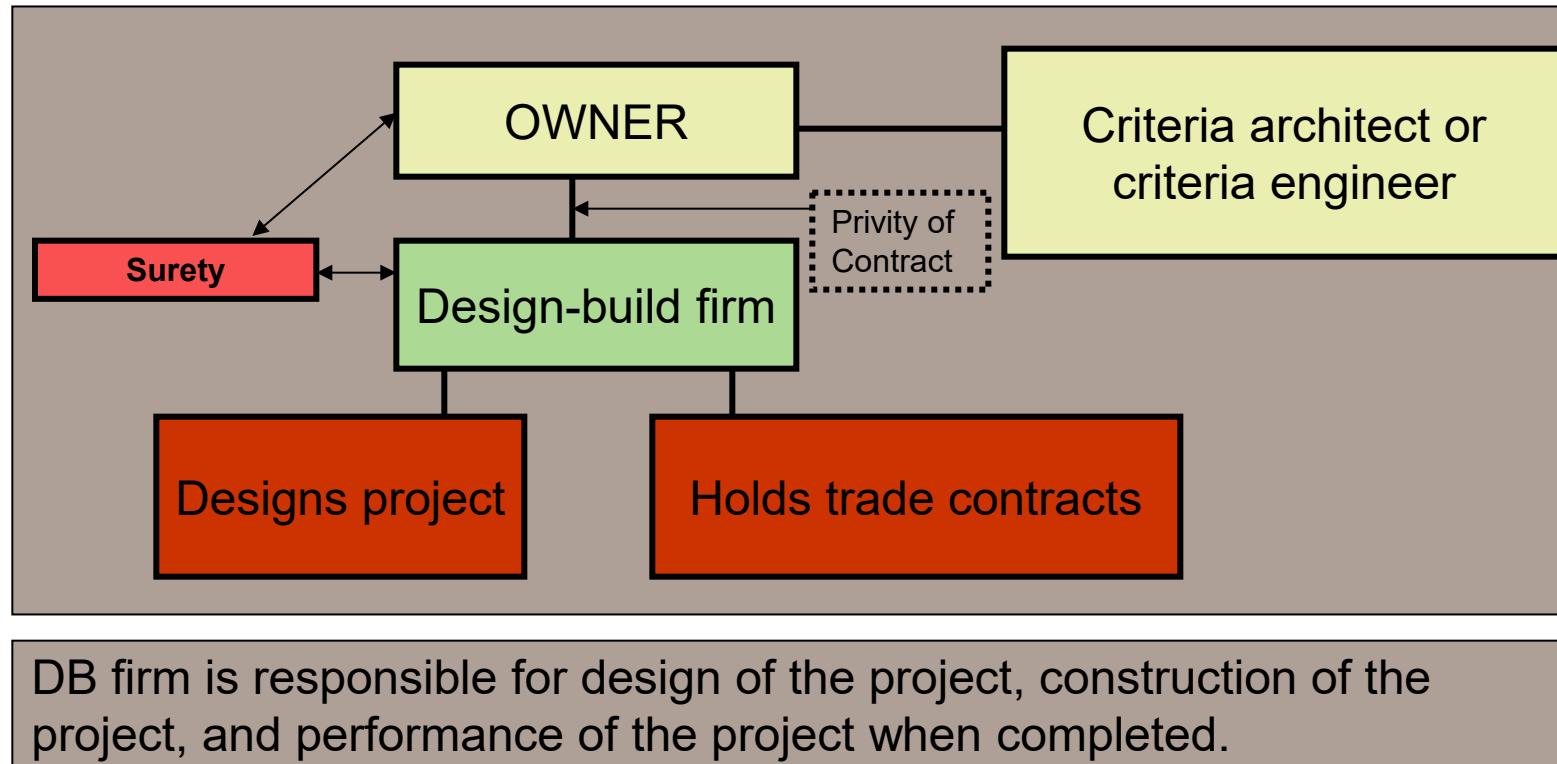 OWNER
Criteria architect or
criteria engineer
Privity of
Contract
Surety
Design-build firm
Designs project
Holds trade contracts
DB firm is responsible for design of the project, construction of the
project, and performance of the project when completed.